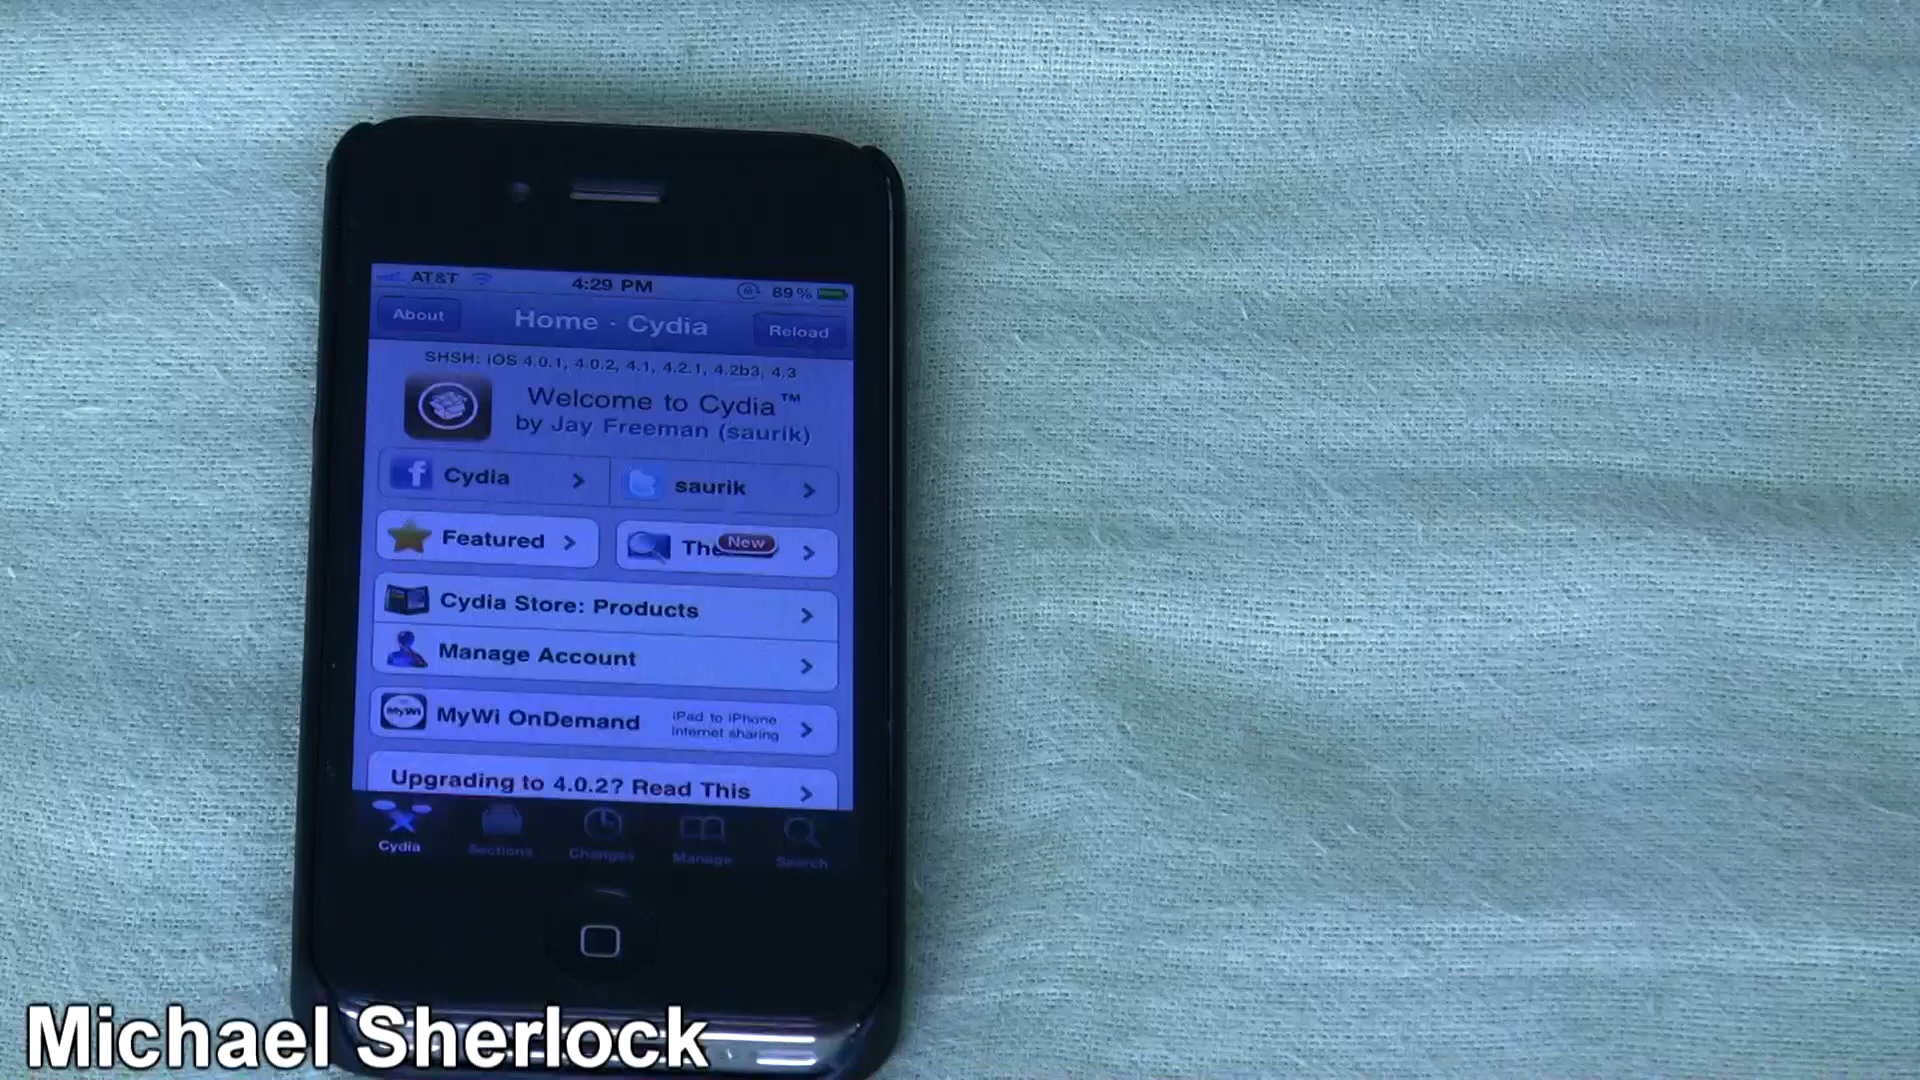 AT&T 4:29 PM 89%
About Home · Cydia Reload
SHSH: iOS 4.0.1, 4.0.2, 4.1, 4.2.1, 4.2b3, 4.3
Welcome to Cydia™
by Jay Freeman (saurik)
f Cydia saurik
Featured The New
Cydia Store: Products
Manage Account
MyWi MyWi OnDemand iPad to iPhone
Internet sharing
Upgrading to 4.0.2? Read This
Cydia Sections Changes Manage Search
Michael Sherlock